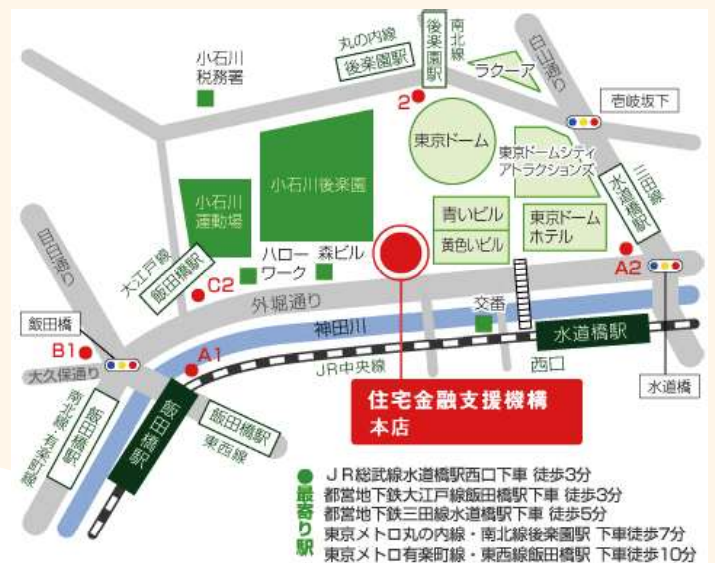 小石川
税務署
丸の内線
後楽園駅
後楽園駅
南北線
ラクーア
白山通り
壱岐坂下
2
東京ドーム
東京ドームシティ
アトラクションズ
水道橋駅
三田線
小石川後楽園
小石川
運動場
青いビル
黄色いビル
東京ドーム
ホテル
A2
目白通り
大江戸線
飯田橋駅
C2
ハロー
ワーク
森ビル
外堀通り
神田川
交番
水道橋駅
西口
水道橋
飯田橋
B1
大久保通り
A1
JR中央線
飯田橋駅
南北線・有楽町線
飯田橋駅
飯田橋駅
東西線
住宅金融支援機構
本店
●最寄り駅
JR総武線水道橋駅西口下車 徒歩3分
都営地下鉄大江戸線飯田橋駅下車 徒歩3分
都営地下鉄三田線水道橋駅下車 徒歩5分
東京メトロ丸の内線・南北線後楽園駅 下車徒歩7分
東京メトロ有楽町線・東西線飯田橋駅 下車徒歩10分